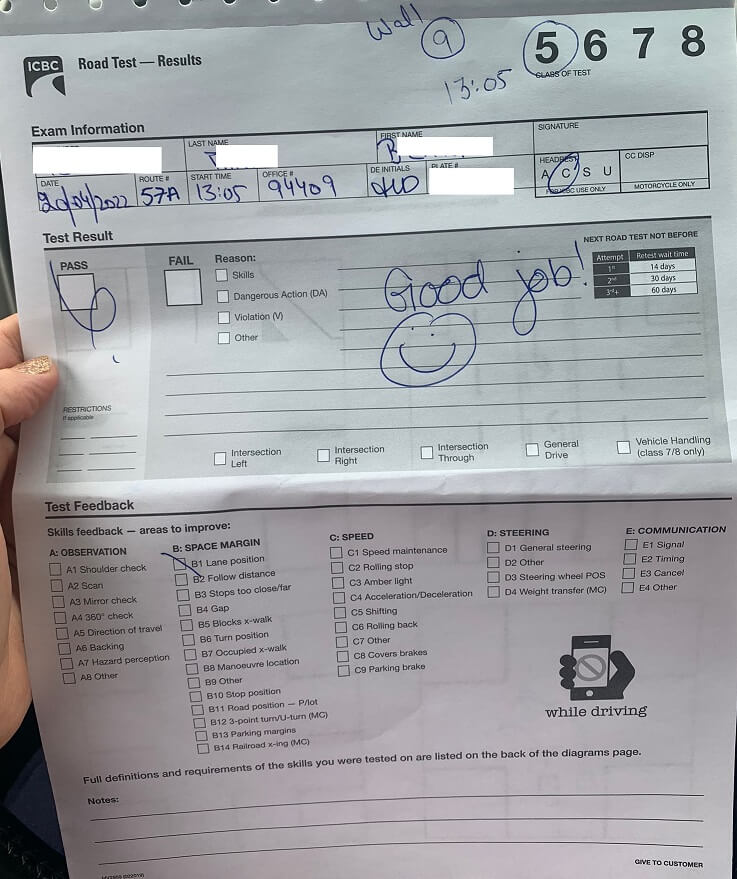 Wall 9
5 6 7 8
CLASS OF TEST
13:05
ICBC Road Test — Results
Exam Information
LAST NAME FIRST NAME SIGNATURE
DATE ROUTE # START TIME OFFICE # DE INITIALS PLATE # HEADREST CC DISP
20/04/2022 57A 13:05 94409 A C S U
FOR ICBC USE ONLY MOTORCYCLE ONLY
Test Result
NEXT ROAD TEST NOT BEFORE
PASS FAIL Reason:
Attempt Retest wait time
1st 14 days
2nd 30 days
3rd+ 60 days
Skills
Dangerous Action (DA)
Violation (V)
Other
Good job!
RESTRICTIONS
If applicable
Intersection Left
Intersection Right
Intersection Through
General Drive
Vehicle Handling (class 7/8 only)
Test Feedback
Skills feedback — areas to improve:
A: OBSERVATION
A1 Shoulder check
A2 Scan
A3 Mirror check
A4 360° check
A5 Direction of travel
A6 Backing
A7 Hazard perception
A8 Other
B: SPACE MARGIN
B1 Lane position
B2 Follow distance
B3 Stops too close/far
B4 Gap
B5 Blocks x-walk
B6 Turn position
B7 Occupied x-walk
B8 Manoeuvre location
B9 Other
B10 Stop position
B11 Road position — P/lot
B12 3-point turn/U-turn (MC)
B13 Parking margins
B14 Railroad x-ing (MC)
C: SPEED
C1 Speed maintenance
C2 Rolling stop
C3 Amber light
C4 Acceleration/Deceleration
C5 Shifting
C6 Rolling back
C7 Other
C8 Covers brakes
C9 Parking brake
D: STEERING
D1 General steering
D2 Other
D3 Steering wheel POS
D4 Weight transfer (MC)
E: COMMUNICATION
E1 Signal
E2 Timing
E3 Cancel
E4 Other
while driving
Full definitions and requirements of the skills you were tested on are listed on the back of the diagrams page.
Notes:
GIVE TO CUSTOMER